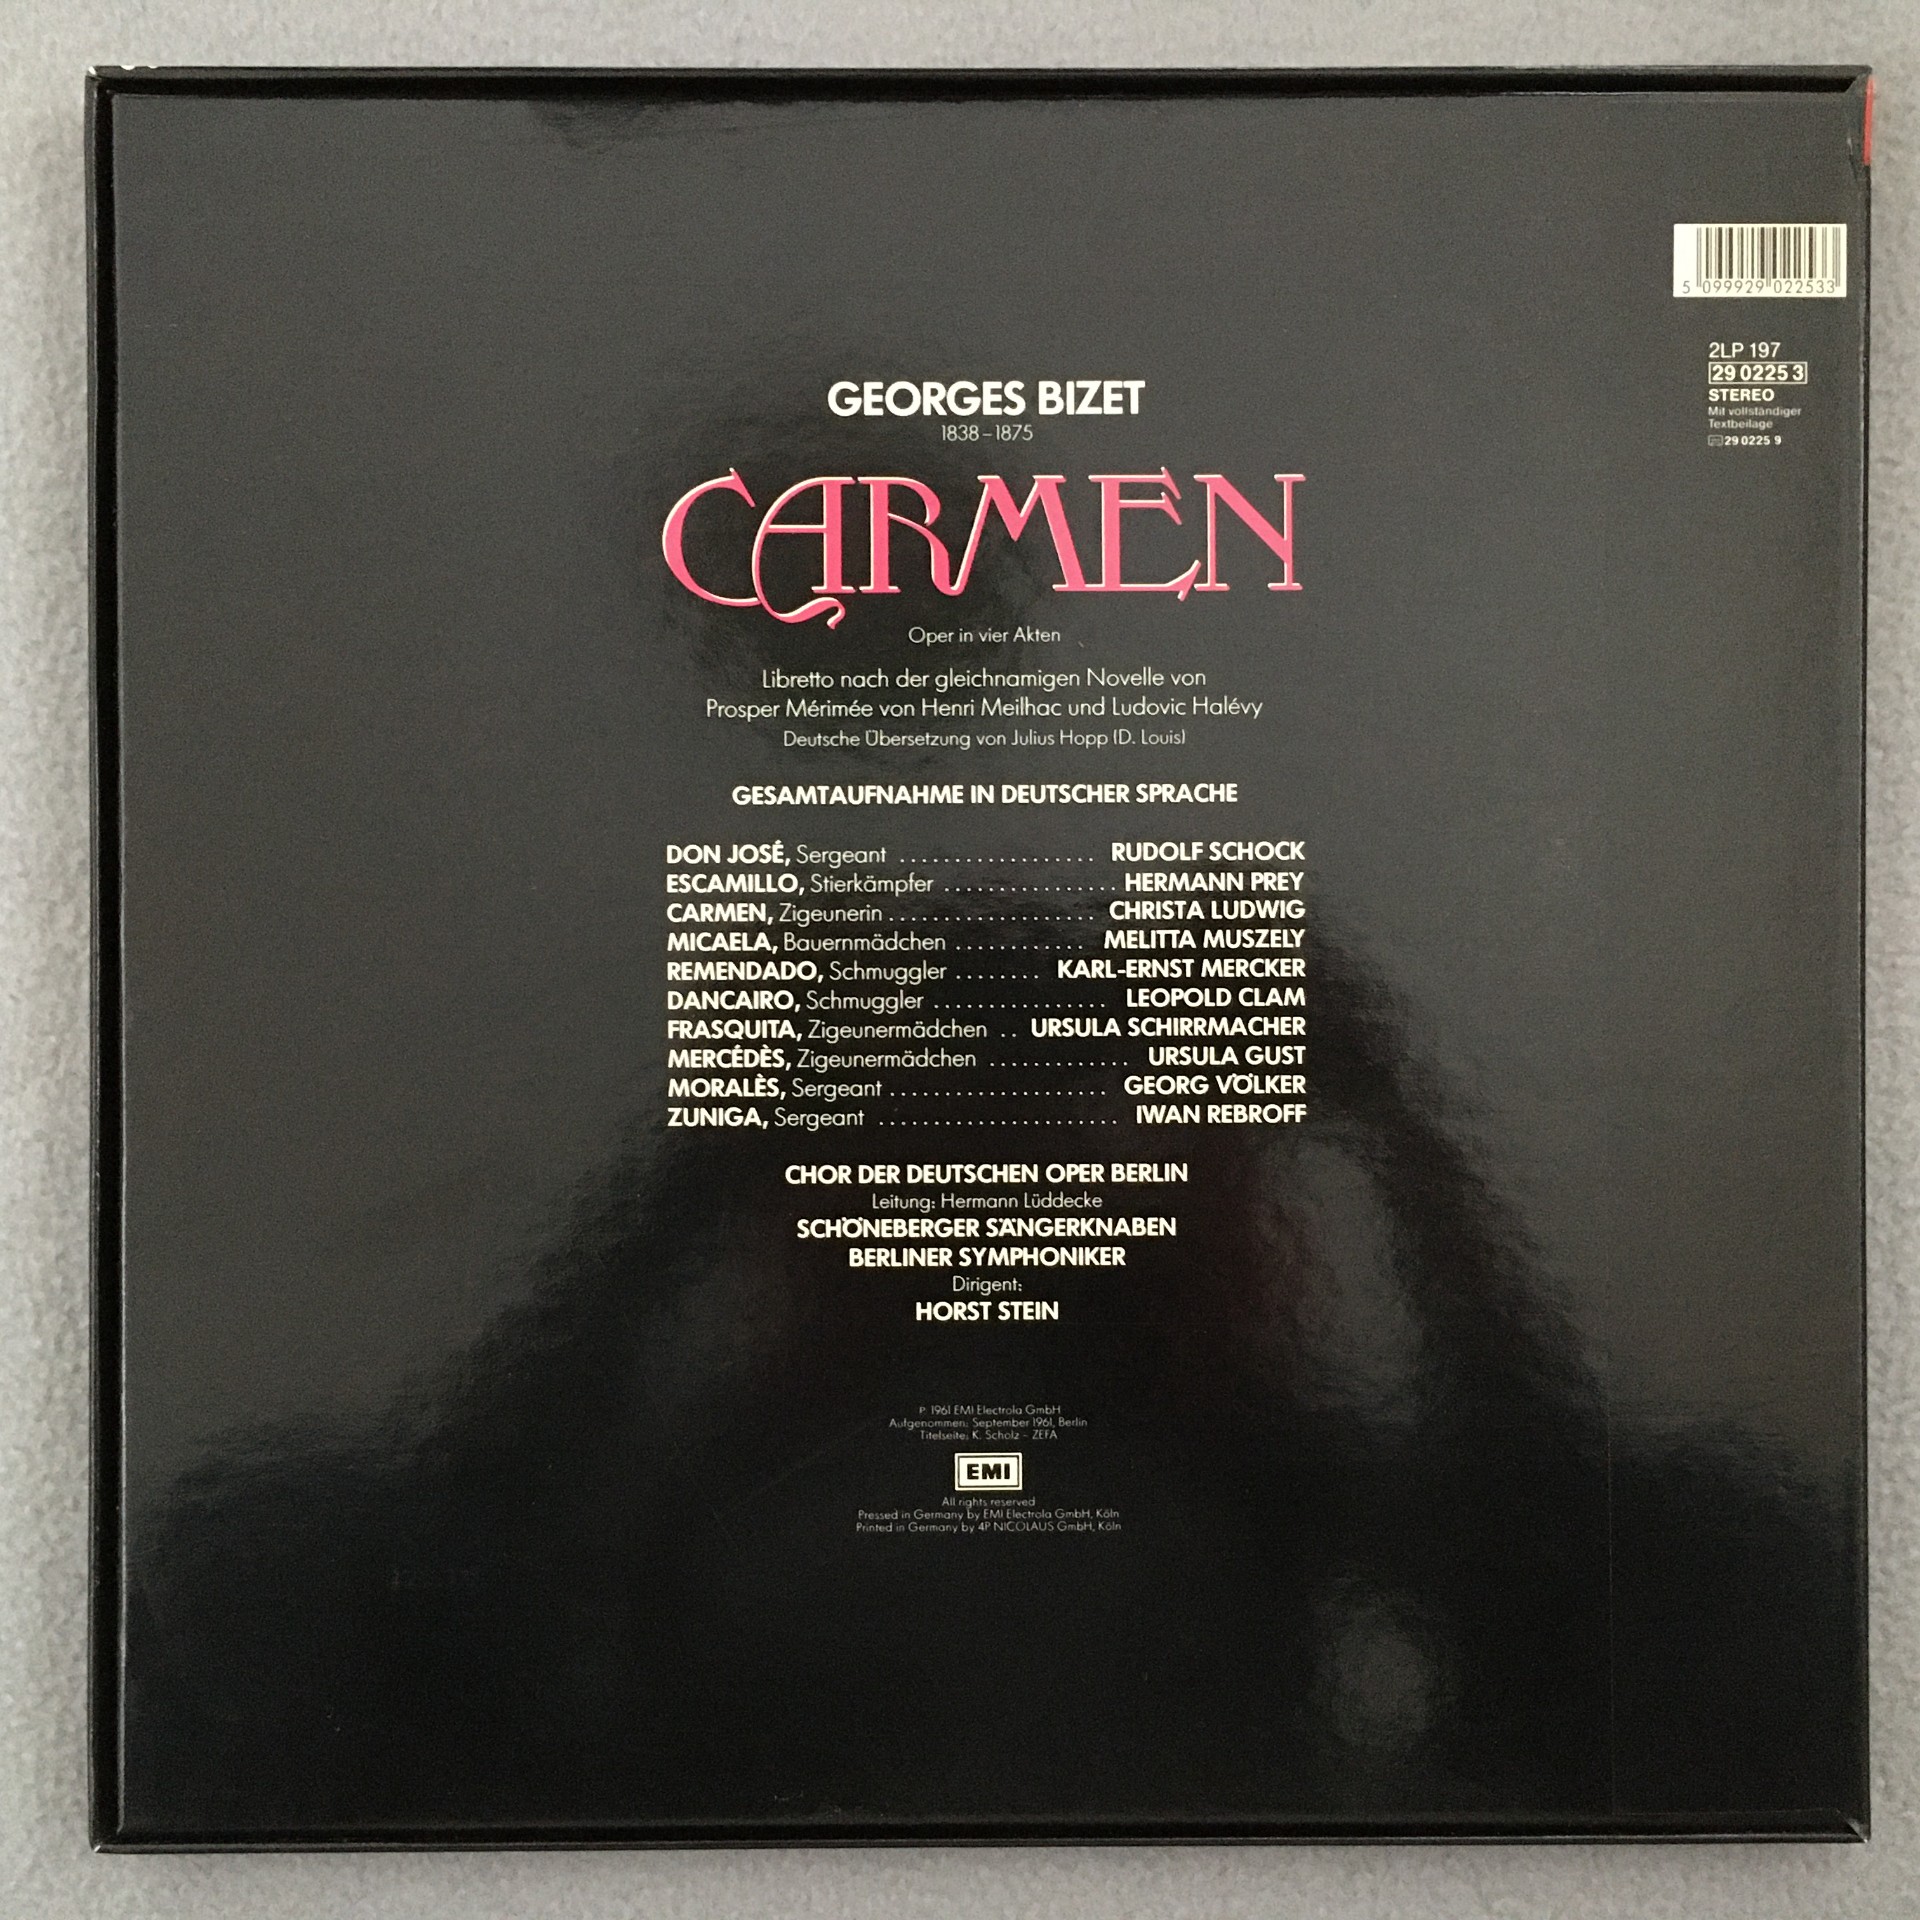 5 099929 022533
2LP 197
29 0225 3
STEREO
Mit vollständiger
Textbeilage
29 0225 9
GEORGES BIZET
1838–1875
CARMEN
Oper in vier Akten
Libretto nach der gleichnamigen Novelle von
Prosper Mérimée von Henri Meilhac und Ludovic Halévy
Deutsche Übersetzung von Julius Hopp (D. Louis)
GESAMTAUFNAHME IN DEUTSCHER SPRACHE
DON JOSÉ, Sergeant .................. RUDOLF SCHOCK
ESCAMILLO, Stierkämpfer ................ HERMANN PREY
CARMEN, Zigeunerin ................... CHRISTA LUDWIG
MICAELA, Bauernmädchen ............ MELITTA MUSZELY
REMENDADO, Schmuggler ........ KARL-ERNST MERCKER
DANCAIRO, Schmuggler ................ LEOPOLD CLAM
FRASQUITA, Zigeunermädchen .. URSULA SCHIRRMACHER
MERCÉDÈS, Zigeunermädchen ............. URSULA GUST
MORALÈS, Sergeant .................... GEORG VÖLKER
ZUNIGA, Sergeant ...................... IWAN REBROFF
CHOR DER DEUTSCHEN OPER BERLIN
Leitung: Hermann Lüddecke
SCHÖNEBERGER SÄNGERKNABEN
BERLINER SYMPHONIKER
Dirigent:
HORST STEIN
P 1961 EMI Electrola GmbH
Aufgenommen: September 1961, Berlin
Titelseite: K. Scholz – ZEFA
EMI
All rights reserved
Pressed in Germany by EMI Electrola GmbH, Köln
Printed in Germany by 4P NICOLAUS GmbH, Köln